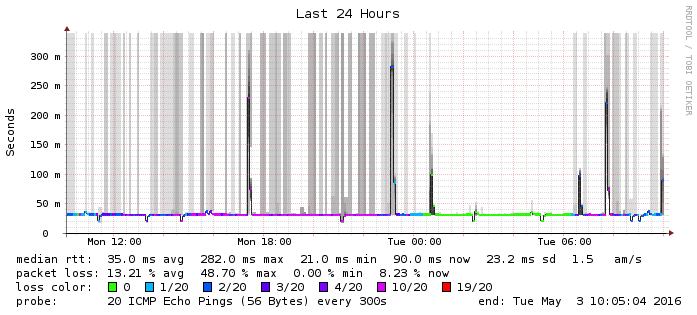 Last 24 Hours
RRDTOOL / TOBI OETIKER
Seconds
300 m
250 m
200 m
150 m
100 m
50 m
0
Mon 12:00 Mon 18:00 Tue 00:00 Tue 06:00
median rtt: 35.0 ms avg 282.0 ms max 21.0 ms min 90.0 ms now 23.2 ms sd 1.5 am/s
packet loss: 13.21 % avg 48.70 % max 0.00 % min 8.23 % now
loss color: 0 1/20 2/20 3/20 4/20 10/20 19/20
probe: 20 ICMP Echo Pings (56 Bytes) every 300s end: Tue May 3 10:05:04 2016